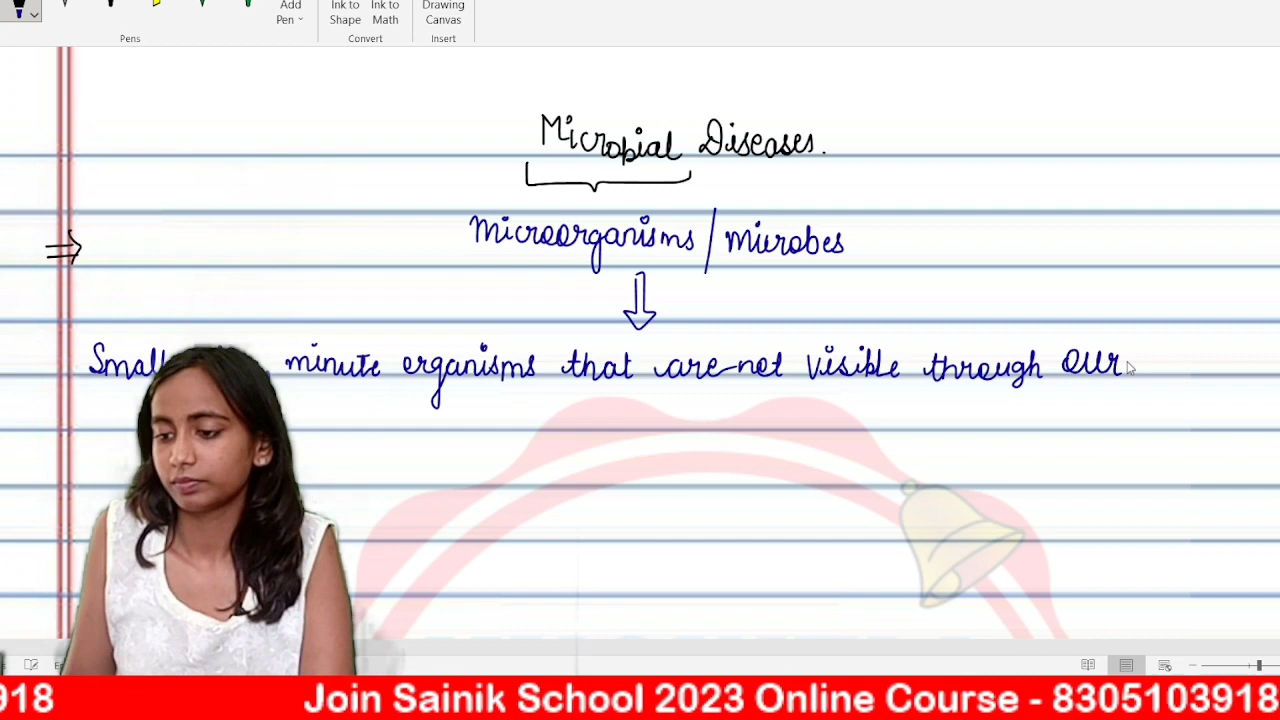 Add
Pen
Ink to
Shape
Ink to
Math
Drawing
Canvas
Pens
Convert
Insert
Microbial Diseases.
Microorganisms / Microbes
⇒
Small minute organisms that are not visible through our
918 Join Sainik School 2023 Online Course - 8305103918